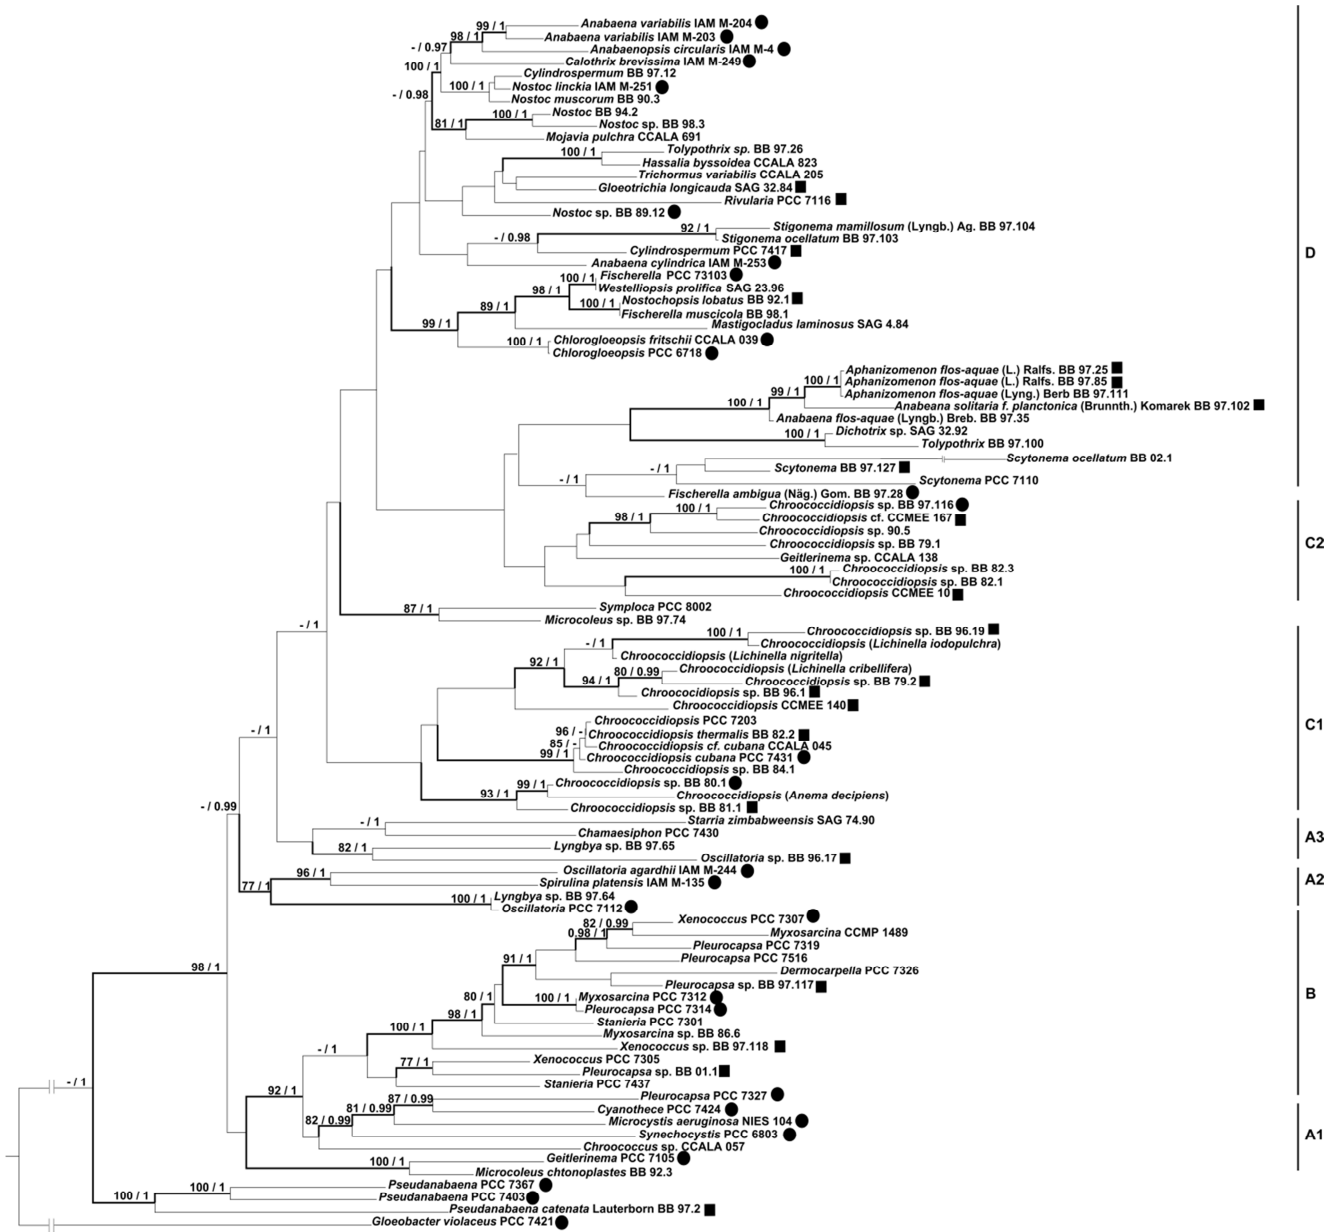 99 / 1
Anabaena variabilis IAM M-204
98 / 1
Anabaena variabilis IAM M-203
- / 0.97
Anabaenopsis circularis IAM M-4
Calothrix brevissima IAM M-249
100 / 1
Cylindrospermum BB 97.12
- / 0.98
100 / 1
Nostoc linckia IAM M-251
Nostoc muscorum BB 90.3
100 / 1
Nostoc BB 94.2
81 / 1
Nostoc sp. BB 98.3
Mojavia pulchra CCALA 691
100 / 1
Tolypothrix sp. BB 97.26
Hassalia byssoidea CCALA 823
Trichormus variabilis CCALA 205
Gloeotrichia longicauda SAG 32.84
Rivularia PCC 7116
Nostoc sp. BB 89.12
92 / 1
Stigonema mamillosum (Lyngb.) Ag. BB 97.104
- / 0.98
Stigonema ocellatum BB 97.103
Cylindrospermum PCC 7417
D
Anabaena cylindrica IAM M-253
100 / 1
Fischerella PCC 73103
98 / 1
Westelliopsis prolifica SAG 23.96
89 / 1
100 / 1
Nostochopsis lobatus BB 92.1
Fischerella muscicola BB 98.1
99 / 1
Mastigocladus laminosus SAG 4.84
100 / 1
Chlorogloeopsis fritschii CCALA 039
Chlorogloeopsis PCC 6718
Aphanizomenon flos-aquae (L.) Ralfs. BB 97.25
100 / 1
Aphanizomenon flos-aquae (L.) Ralfs. BB 97.85
99 / 1
Aphanizomenon flos-aquae (Lyng.) Berb BB 97.111
100 / 1
Anabeana solitaria f. planctonica (Brunnth.) Komarek BB 97.102
Anabaena flos-aquae (Lyngb.) Breb. BB 97.35
100 / 1
Dichotrix sp. SAG 32.92
Tolypothrix BB 97.100
- / 1
Scytonema ocellatum BB 02.1
Scytonema BB 97.127
- / 1
Scytonema PCC 7110
Fischerella ambigua (Näg.) Gom. BB 97.28
100 / 1
Chroococcidiopsis sp. BB 97.116
98 / 1
Chroococcidiopsis cf. CCMEE 167
Chroococcidiopsis sp. 90.5
C2
Chroococcidiopsis sp. BB 79.1
Geitlerinema sp. CCALA 138
100 / 1
Chroococcidiopsis sp. BB 82.3
Chroococcidiopsis sp. BB 82.1
Chroococcidiopsis CCMEE 10
87 / 1
Symploca PCC 8002
Microcoleus sp. BB 97.74
- / 1
100 / 1
Chroococcidiopsis sp. BB 96.19
- / 1
Chroococcidiopsis (Lichinella iodopulchra)
92 / 1
Chroococcidiopsis (Lichinella nigritella)
80 / 0.99
Chroococcidiopsis (Lichinella cribellifera)
94 / 1
Chroococcidiopsis sp. BB 79.2
Chroococidiopsis sp. BB 96.1
Chroococcidiopsis CCMEE 140
C1
Chroococcidiopsis PCC 7203
96 / -
Chroococcidiopsis thermalis BB 82.2
- / 1
85 / -
Chroococcidiopsis cf. cubana CCALA 045
99 / 1
Chroococcidiopsis cubana PCC 7431
Chroococcidiopsis sp. BB 84.1
99 / 1
Chroococcidiopsis sp. BB 80.1
93 / 1
Chroococcidiopsis (Anema decipiens)
- / 0.99
Chroococcidiopsis sp. BB 81.1
- / 1
Starria zimbabweensis SAG 74.90
Chamaesiphon PCC 7430
A3
82 / 1
Lyngbya sp. BB 97.65
Oscillatoria sp. BB 96.17
96 / 1
Oscillatoria agardhii IAM M-244
77 / 1
Spirulina platensis IAM M-135
A2
100 / 1
Lyngbya sp. BB 97.64
Oscillatoria PCC 7112
82 / 0.99
Xenococcus PCC 7307
0.98 / 1
Myxosarcina CCMP 1489
Pleurocapsa PCC 7319
91 / 1
Pleurocapsa PCC 7516
98 / 1
Dermocarpella PCC 7326
Pleurocapsa sp. BB 97.117
B
80 / 1
100 / 1
Myxosarcina PCC 7312
Pleurocapsa PCC 7314
98 / 1
Stanieria PCC 7301
100 / 1
Myxosarcina sp. BB 86.6
- / 1
Xenococcus sp. BB 97.118
77 / 1
Xenococcus PCC 7305
Pleurocapsa sp. BB 01.1
- / 1
Stanieria PCC 7437
92 / 1
87 / 0.99
Pleurocapsa PCC 7327
81 / 0.99
Cyanothece PCC 7424
82 / 0.99
Microcystis aeruginosa NIES 104
A1
Synechocystis PCC 6803
Chroococcus sp. CCALA 057
100 / 1
Geitlerinema PCC 7105
Microcoleus chtonoplastes BB 92.3
100 / 1
Pseudanabaena PCC 7367
100 / 1
Pseudanabaena PCC 7403
Pseudanabaena catenata Lauterborn BB 97.2
Gloeobacter violaceus PCC 7421